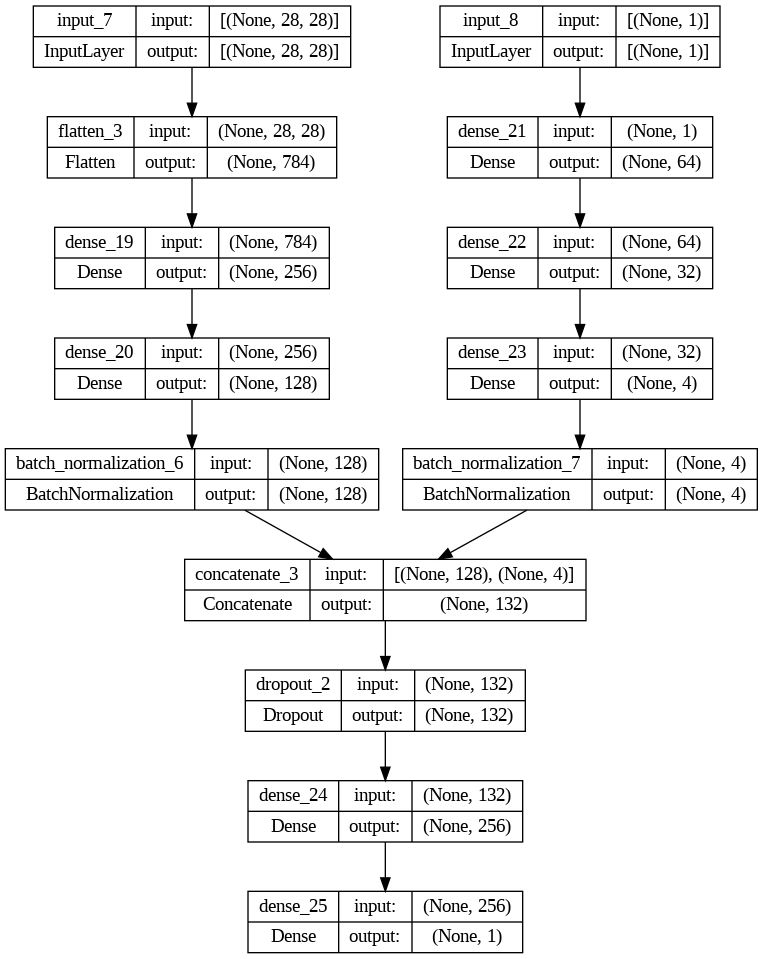 input_7 input: [(None, 28, 28)]
InputLayer output: [(None, 28, 28)]
input_8 input: [(None, 1)]
InputLayer output: [(None, 1)]
flatten_3 input: (None, 28, 28)
Flatten output: (None, 784)
dense_21 input: (None, 1)
Dense output: (None, 64)
dense_19 input: (None, 784)
Dense output: (None, 256)
dense_22 input: (None, 64)
Dense output: (None, 32)
dense_20 input: (None, 256)
Dense output: (None, 128)
dense_23 input: (None, 32)
Dense output: (None, 4)
batch_normalization_6 input: (None, 128)
BatchNormalization output: (None, 128)
batch_normalization_7 input: (None, 4)
BatchNormalization output: (None, 4)
concatenate_3 input: [(None, 128), (None, 4)]
Concatenate output: (None, 132)
dropout_2 input: (None, 132)
Dropout output: (None, 132)
dense_24 input: (None, 132)
Dense output: (None, 256)
dense_25 input: (None, 256)
Dense output: (None, 1)